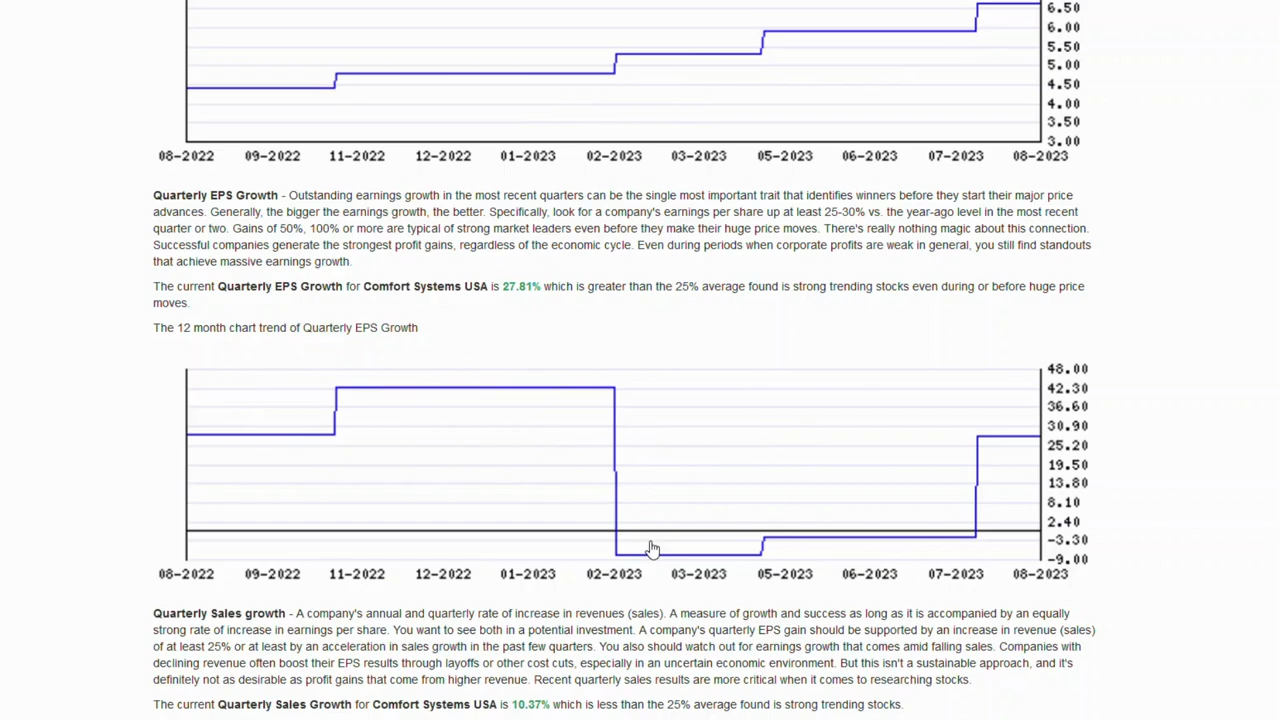 6.50
6.00
5.50
5.00
4.50
4.00
3.50
3.00
08-2022 09-2022 11-2022 12-2022 01-2023 02-2023 03-2023 05-2023 06-2023 07-2023 08-2023
Quarterly EPS Growth - Outstanding earnings growth in the most recent quarters can be the single most important trait that identifies winners before they start their major price
advances. Generally, the bigger the earnings growth, the better. Specifically, look for a company's earnings per share up at least 25-30% vs. the year-ago level in the most recent
quarter or two. Gains of 50%, 100% or more are typical of strong market leaders even before they make their huge price moves. There's really nothing magic about this connection.
Successful companies generate the strongest profit gains, regardless of the economic cycle. Even during periods when corporate profits are weak in general, you still find standouts
that achieve massive earnings growth.
The current Quarterly EPS Growth for Comfort Systems USA is 27.81% which is greater than the 25% average found is strong trending stocks even during or before huge price
moves.
The 12 month chart trend of Quarterly EPS Growth
48.00
42.30
36.60
30.90
25.20
19.50
13.80
8.10
2.40
-3.30
-9.00
08-2022 09-2022 11-2022 12-2022 01-2023 02-2023 03-2023 05-2023 06-2023 07-2023 08-2023
Quarterly Sales growth - A company's annual and quarterly rate of increase in revenues (sales). A measure of growth and success as long as it is accompanied by an equally
strong rate of increase in earnings per share. You want to see both in a potential investment. A company's quarterly EPS gain should be supported by an increase in revenue (sales)
of at least 25% or at least by an acceleration in sales growth in the past few quarters. You also should watch out for earnings growth that comes amid falling sales. Companies with
declining revenue often boost their EPS results through layoffs or other cost cuts, especially in an uncertain economic environment. But this isn't a sustainable approach, and it's
definitely not as desirable as profit gains that come from higher revenue. Recent quarterly sales results are more critical when it comes to researching stocks.
The current Quarterly Sales Growth for Comfort Systems USA is 10.37% which is less than the 25% average found is strong trending stocks.